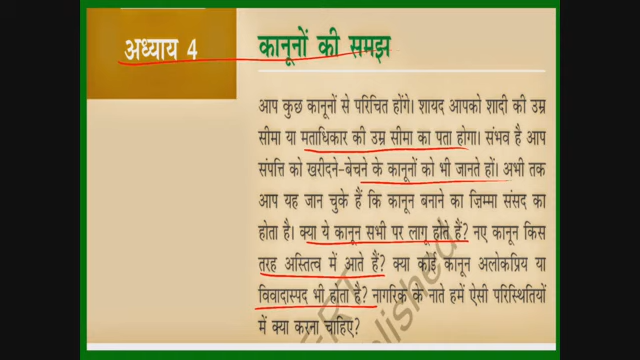 अध्याय 4
कानूनों की समझ
आप कुछ कानूनों से परिचित होंगे। शायद आपको शादी की उम्र
सीमा या मताधिकार की उम्र सीमा का पता होगा। संभव है आप
संपत्ति को खरीदने-बेचने के कानूनों को भी जानते हों। अभी तक
आप यह जान चुके हैं कि कानून बनाने का ज़िम्मा संसद का
होता है। क्या ये कानून सभी पर लागू होते हैं? नए कानून किस
तरह अस्तित्व में आते हैं? क्या कोई कानून अलोकप्रिय या
विवादास्पद भी होता है? नागरिक के नाते हमें ऐसी परिस्थितियों
में क्या करना चाहिए?